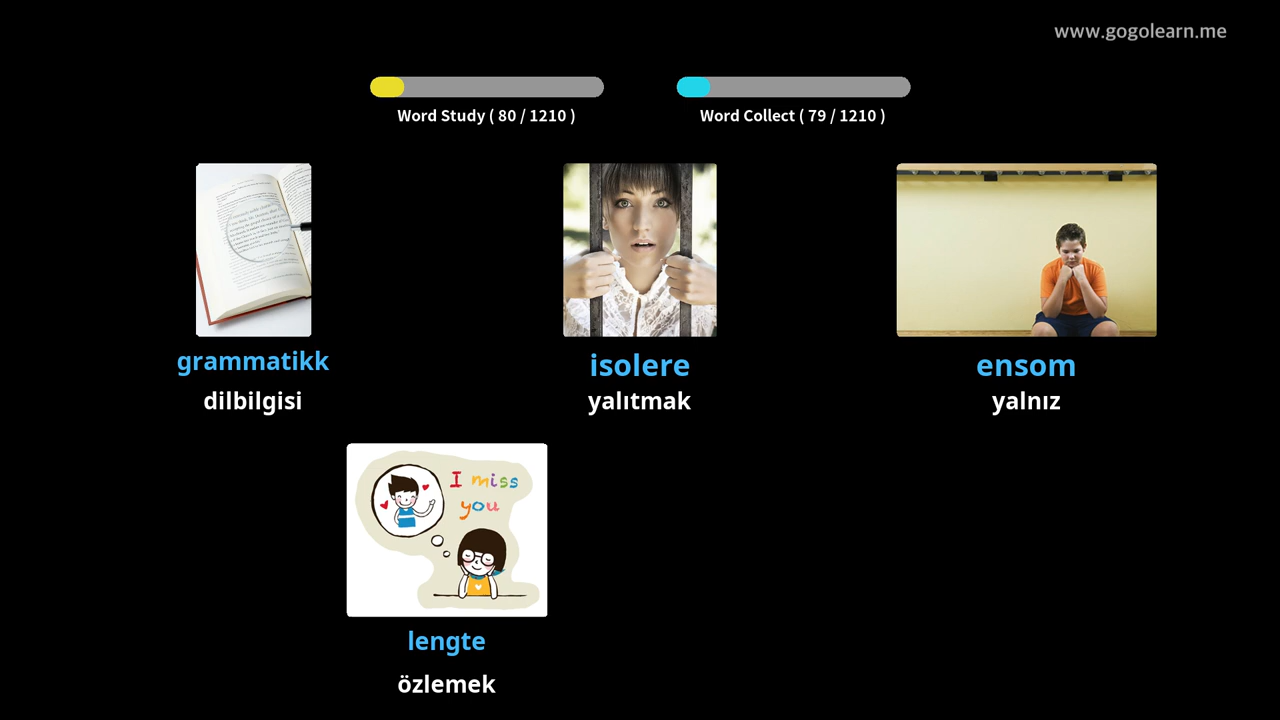 www.gogolearn.me
Word Study ( 80 / 1210 )
Word Collect ( 79 / 1210 )
grammatikk
dilbilgisi
isolere
yalıtmak
ensom
yalnız
I miss
you
lengte
özlemek